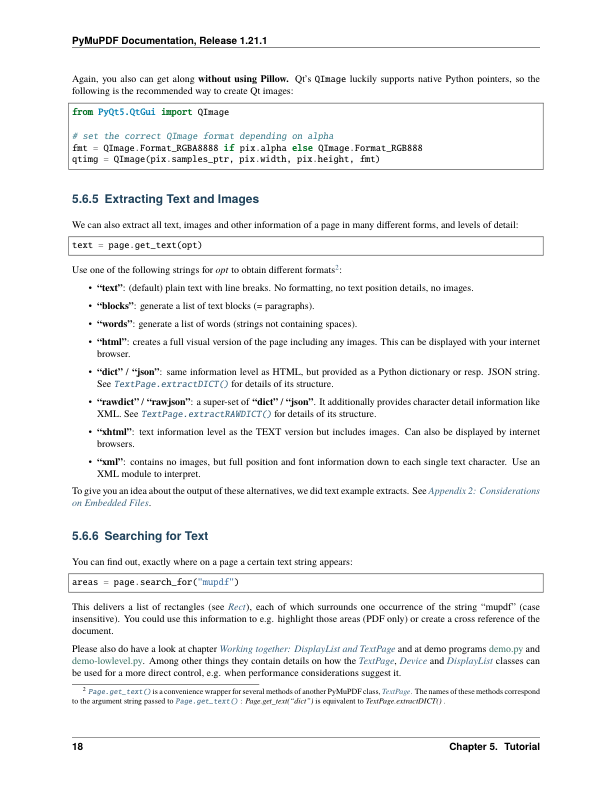 PyMuPDF Documentation, Release 1.21.1
Again, you also can get along without using Pillow. Qt's QImage luckily supports native Python pointers, so the
following is the recommended way to create Qt images:
from PyQt5.QtGui import QImage
# set the correct QImage format depending on alpha
fmt = QImage.Format_RGBA8888 if pix.alpha else QImage.Format_RGB888
qtimg = QImage(pix.samples_ptr, pix.width, pix.height, fmt)
5.6.5 Extracting Text and Images
We can also extract all text, images and other information of a page in many different forms, and levels of detail:
text = page.get_text(opt)
Use one of the following strings for opt to obtain different formats²:
• “text”: (default) plain text with line breaks. No formatting, no text position details, no images.
• “blocks”: generate a list of text blocks (= paragraphs).
• “words”: generate a list of words (strings not containing spaces).
• “html”: creates a full visual version of the page including any images. This can be displayed with your internet
browser.
• “dict” / “json”: same information level as HTML, but provided as a Python dictionary or resp. JSON string.
See TextPage.extractDICT() for details of its structure.
• “rawdict” / “rawjson”: a super-set of “dict” / “json”. It additionally provides character detail information like
XML. See TextPage.extractRAWDICT() for details of its structure.
• “xhtml”: text information level as the TEXT version but includes images. Can also be displayed by internet
browsers.
• “xml”: contains no images, but full position and font information down to each single text character. Use an
XML module to interpret.
To give you an idea about the output of these alternatives, we did text example extracts. See Appendix 2: Considerations
on Embedded Files.
5.6.6 Searching for Text
You can find out, exactly where on a page a certain text string appears:
areas = page.search_for("mupdf")
This delivers a list of rectangles (see Rect), each of which surrounds one occurrence of the string “mupdf” (case
insensitive). You could use this information to e.g. highlight those areas (PDF only) or create a cross reference of the
document.
Please also do have a look at chapter Working together: DisplayList and TextPage and at demo programs demo.py and
demo-lowlevel.py. Among other things they contain details on how the TextPage, Device and DisplayList classes can
be used for a more direct control, e.g. when performance considerations suggest it.
² Page.get_text() is a convenience wrapper for several methods of another PyMuPDF class, TextPage. The names of these methods correspond
to the argument string passed to Page.get_text() : Page.get_text(“dict”) is equivalent to TextPage.extractDICT() .
18
Chapter 5. Tutorial